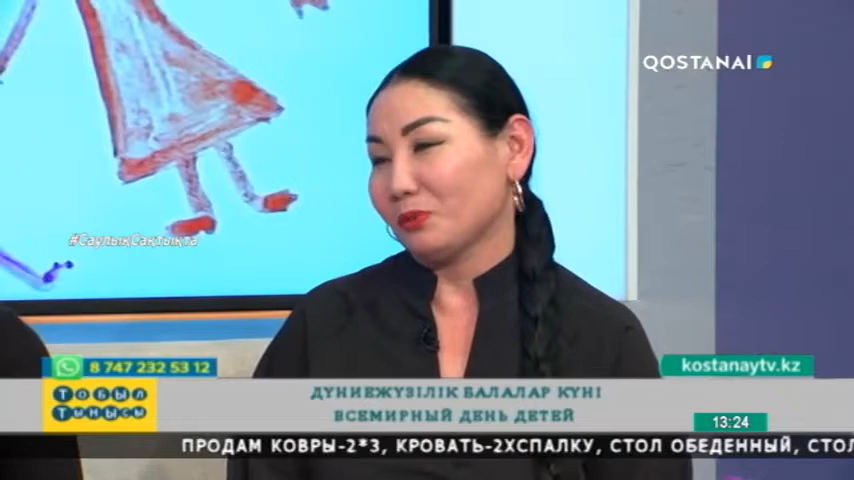 QOSTANAI
#СаулықСақтықта
8 747 232 53 12
kostanaytv.kz
ТОБЫЛ
ТЫНЫСЫ
ДҮНИЕЖҮЗІЛІК БАЛАЛАР КҮНІ
ВСЕМИРНЫЙ ДЕНЬ ДЕТЕЙ
13:24
ПРОДАМ КОВРЫ-2*3, КРОВАТЬ-2ХСПАЛКУ, СТОЛ ОБЕДЕННЫЙ, СТОЛ